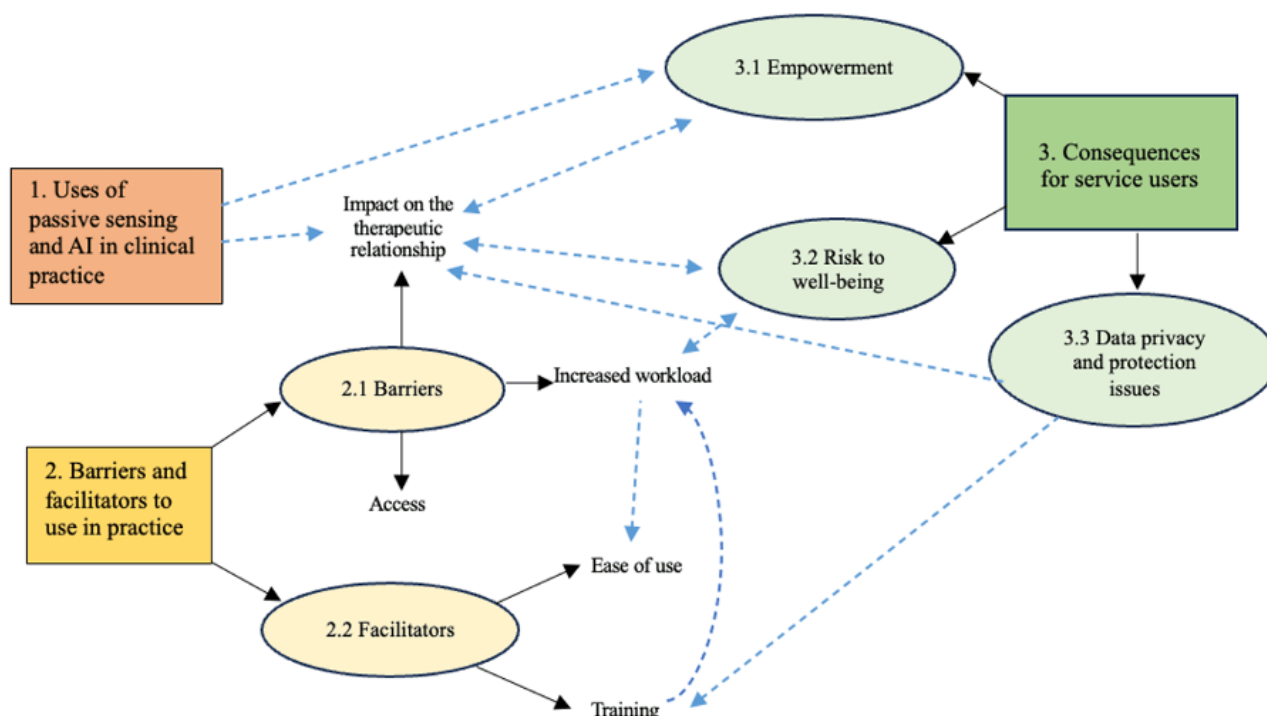 3.1 Empowerment
3. Consequences
for service users
1. Uses of
passive sensing
and AI in clinical
practice
Impact on the
therapeutic
relationship
3.2 Risk to
well-being
3.3 Data privacy
and protection
issues
2.1 Barriers
Increased workload
2. Barriers and
facilitators to
use in practice
Access
Ease of use
2.2 Facilitators
Training